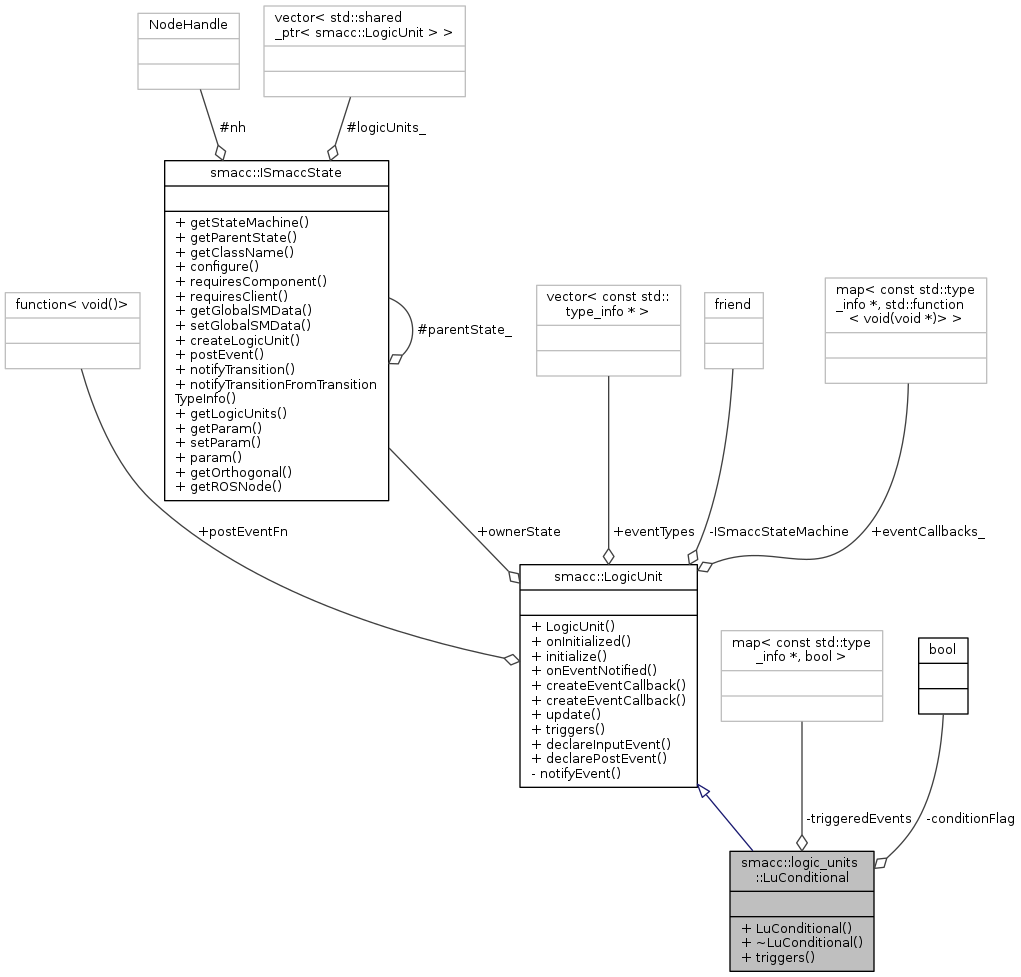 NodeHandle
vector< std::shared
_ptr< smacc::LogicUnit > >
#nh
#logicUnits_
smacc::ISmaccState
+ getStateMachine()
+ getParentState()
+ getClassName()
+ configure()
+ requiresComponent()
+ requiresClient()
+ getGlobalSMData()
+ setGlobalSMData()
+ createLogicUnit()
+ postEvent()
+ notifyTransition()
+ notifyTransitionFromTransition
TypeInfo()
+ getLogicUnits()
+ getParam()
+ setParam()
+ param()
+ getOrthogonal()
+ getROSNode()
#parentState_
function< void()>
vector< const std::
type_info * >
friend
map< const std::type
_info *, std::function
< void(void *)> >
+postEventFn
+ownerState
+eventTypes
-ISmaccStateMachine
+eventCallbacks_
smacc::LogicUnit
+ LogicUnit()
+ onInitialized()
+ initialize()
+ onEventNotified()
+ createEventCallback()
+ createEventCallback()
+ update()
+ triggers()
+ declareInputEvent()
+ declarePostEvent()
- notifyEvent()
map< const std::type
_info *, bool >
bool
-triggeredEvents
-conditionFlag
smacc::logic_units
::LuConditional
+ LuConditional()
+ ~LuConditional()
+ triggers()